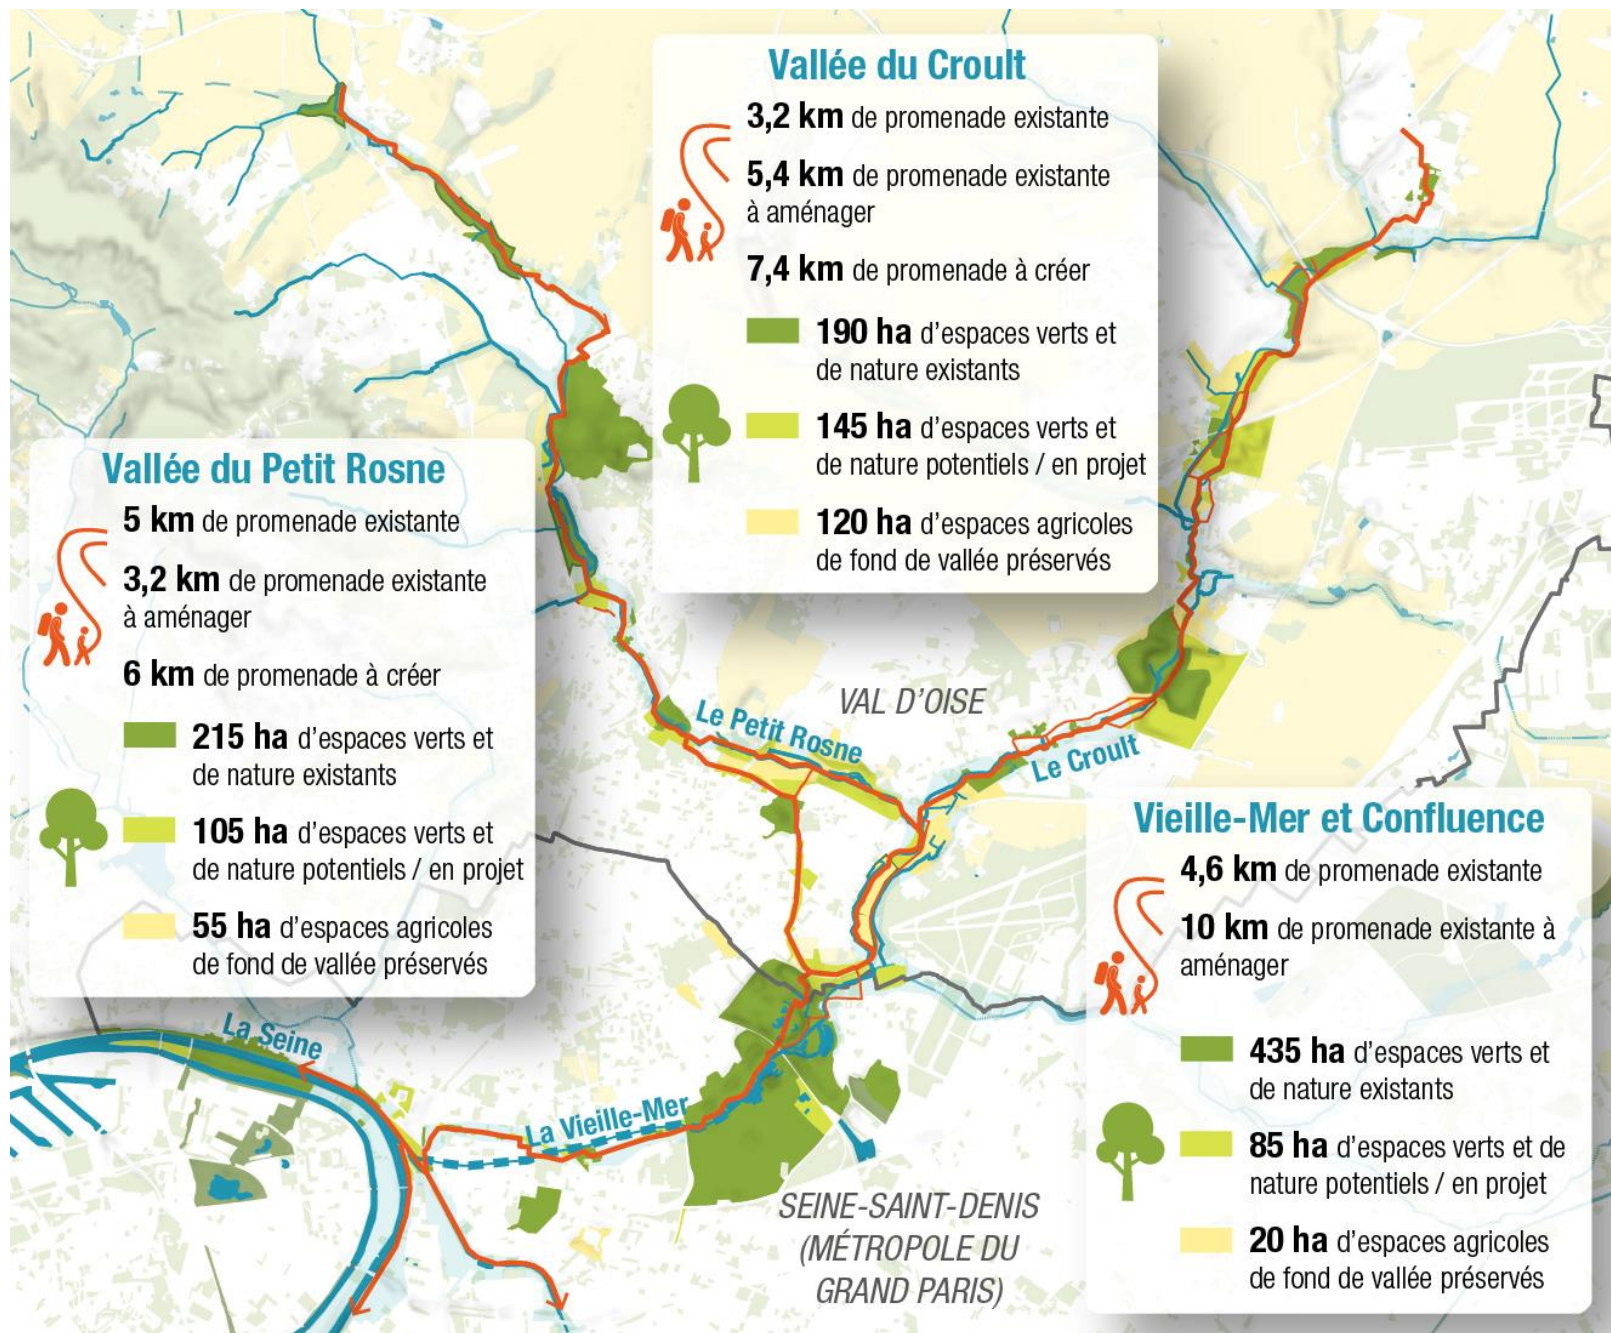 Vallée du Croult
3,2 km de promenade existante
5,4 km de promenade existante
à aménager
7,4 km de promenade à créer
190 ha d'espaces verts et
de nature existants
145 ha d'espaces verts et
de nature potentiels / en projet
120 ha d'espaces agricoles
de fond de vallée préservés
Vallée du Petit Rosne
5 km de promenade existante
3,2 km de promenade existante
à aménager
6 km de promenade à créer
215 ha d'espaces verts et
de nature existants
105 ha d'espaces verts et
de nature potentiels / en projet
55 ha d'espaces agricoles
de fond de vallée préservés
VAL D'OISE
Le Petit Rosne
Le Croult
Vieille-Mer et Confluence
4,6 km de promenade existante
10 km de promenade existante à
aménager
435 ha d'espaces verts et
de nature existants
85 ha d'espaces verts et de
nature potentiels / en projet
20 ha d'espaces agricoles
de fond de vallée préservés
La Seine
La Vieille-Mer
SEINE-SAINT-DENIS
(MÉTROPOLE DU
GRAND PARIS)